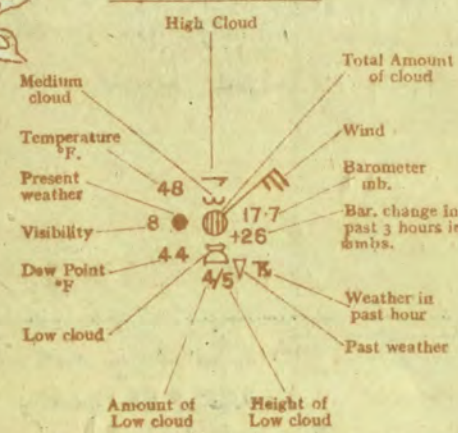 High Cloud
Total Amount
of cloud
Medium
cloud
Wind
Temperature
°F.
Barometer
mb.
48
Present
weather
17·7
Bar. change in
past 3 hours in
mbs.
8
+26
Visibility
44
Dew Point
°F
4/5
Weather in
past hour
Low cloud
Past weather
Amount of
Low cloud
Height of
Low cloud